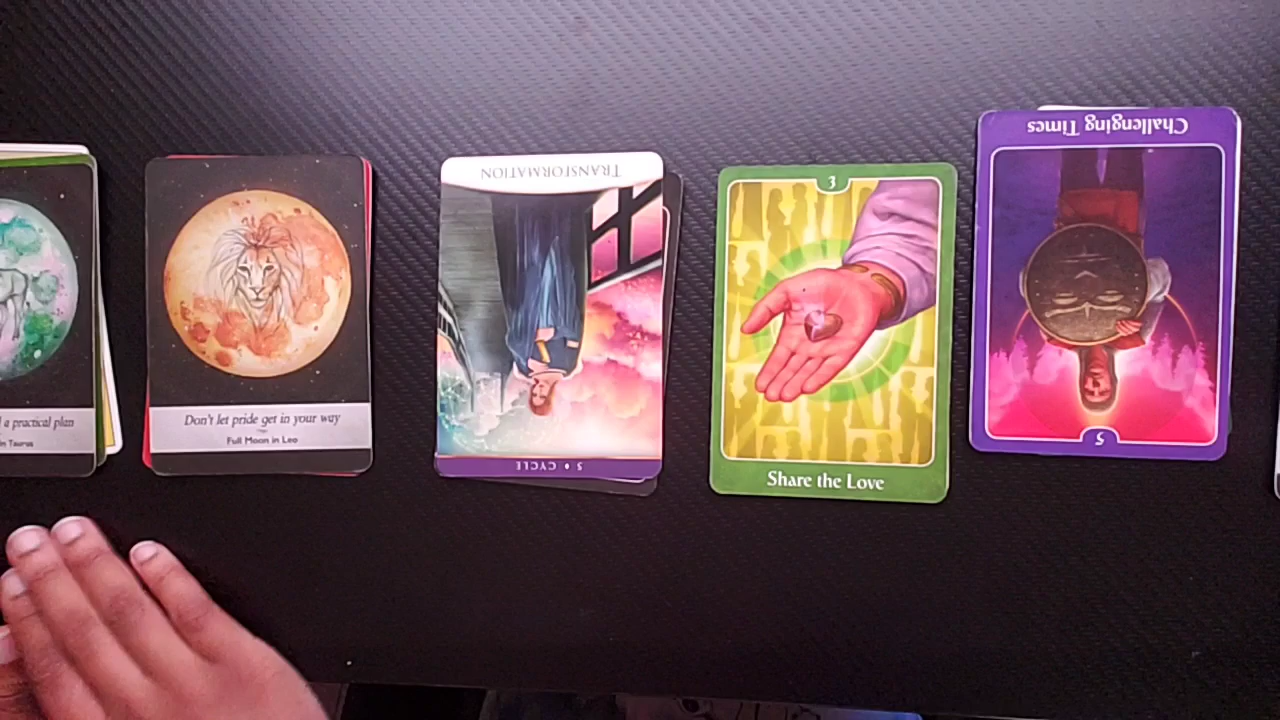 a practical plan
in Taurus
Don't let pride get in your way
Full Moon in Leo
TRANSFORMATION
5 • CYCLE
3
Share the Love
Challenging Times
5